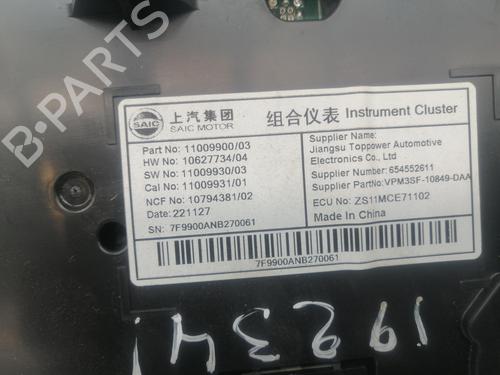 上汽集团
SAIC
SAIC MOTOR
组合仪表 Instrument Cluster
Part No: 11009900/03
HW No: 10627734/04
SW No: 11009930/03
Cal No: 11009931/01
NCF No: 10794381/02
Date: 221127
SN: 7F9900ANB270061
Supplier Name:
Jiangsu Toppower Automotive
Electronics Co., Ltd.
Supplier Number: 654552611
Supplier PartNo: VPM3SF-10849-DAA
ECU No: ZS11MCE71102
Made In China
7F9900ANB270061
B-PARTS